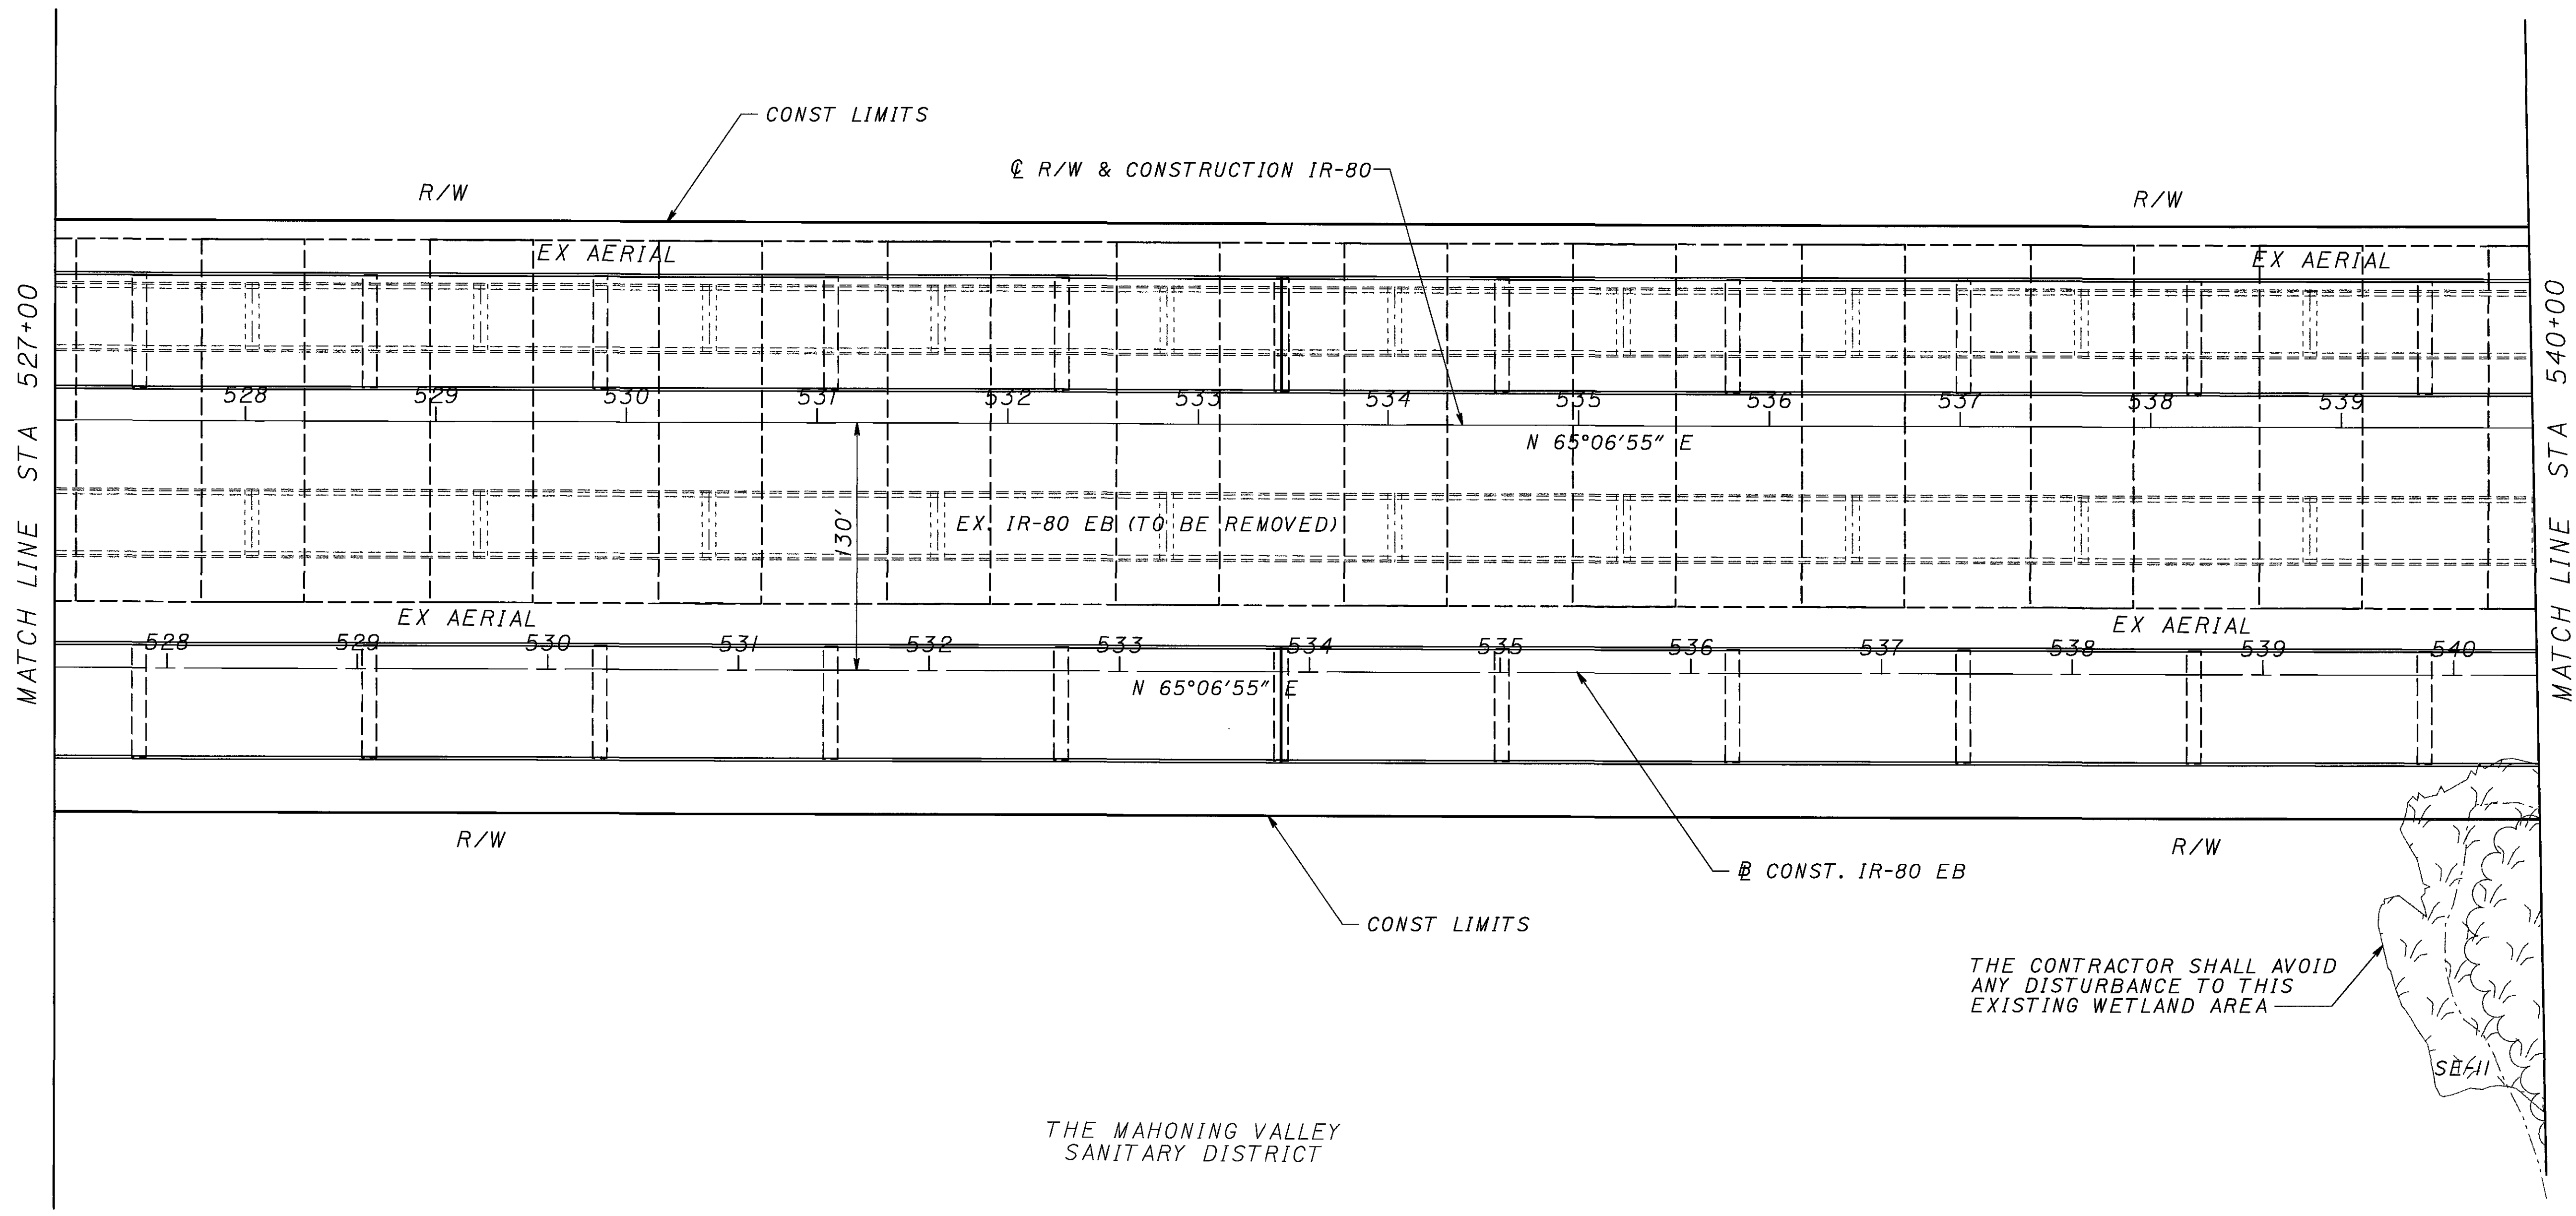 CONST LIMITS
℄ R/W & CONSTRUCTION IR-80
R/W
R/W
EX AERIAL
EX AERIAL
MATCH LINE STA 527+00
MATCH LINE STA 540+00
528 529 530 531 532 533 534 535 536 537 538 539
N 65°06'55" E
EX. IR-80 EB (TO BE REMOVED)
130'
EX AERIAL
EX AERIAL
528 529 530 531 532 533 534 535 536 537 538 539 540
N 65°06'55" E
R/W
R/W
CONST. IR-80 EB
CONST LIMITS
THE CONTRACTOR SHALL AVOID
ANY DISTURBANCE TO THIS
EXISTING WETLAND AREA
THE MAHONING VALLEY
SANITARY DISTRICT